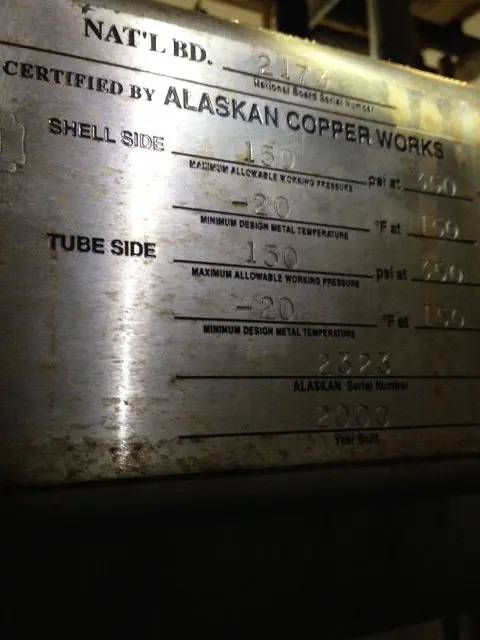 NAT'L BD. 2173
National Board Serial Number
CERTIFIED BY ALASKAN COPPER WORKS
SHELL SIDE 150 psi at 350
MAXIMUM ALLOWABLE WORKING PRESSURE
-20 °F at 150
MINIMUM DESIGN METAL TEMPERATURE
TUBE SIDE 150 psi at 350
MAXIMUM ALLOWABLE WORKING PRESSURE
-20 °F at 150
MINIMUM DESIGN METAL TEMPERATURE
2323
ALASKAN Serial Number
2000
Year Built